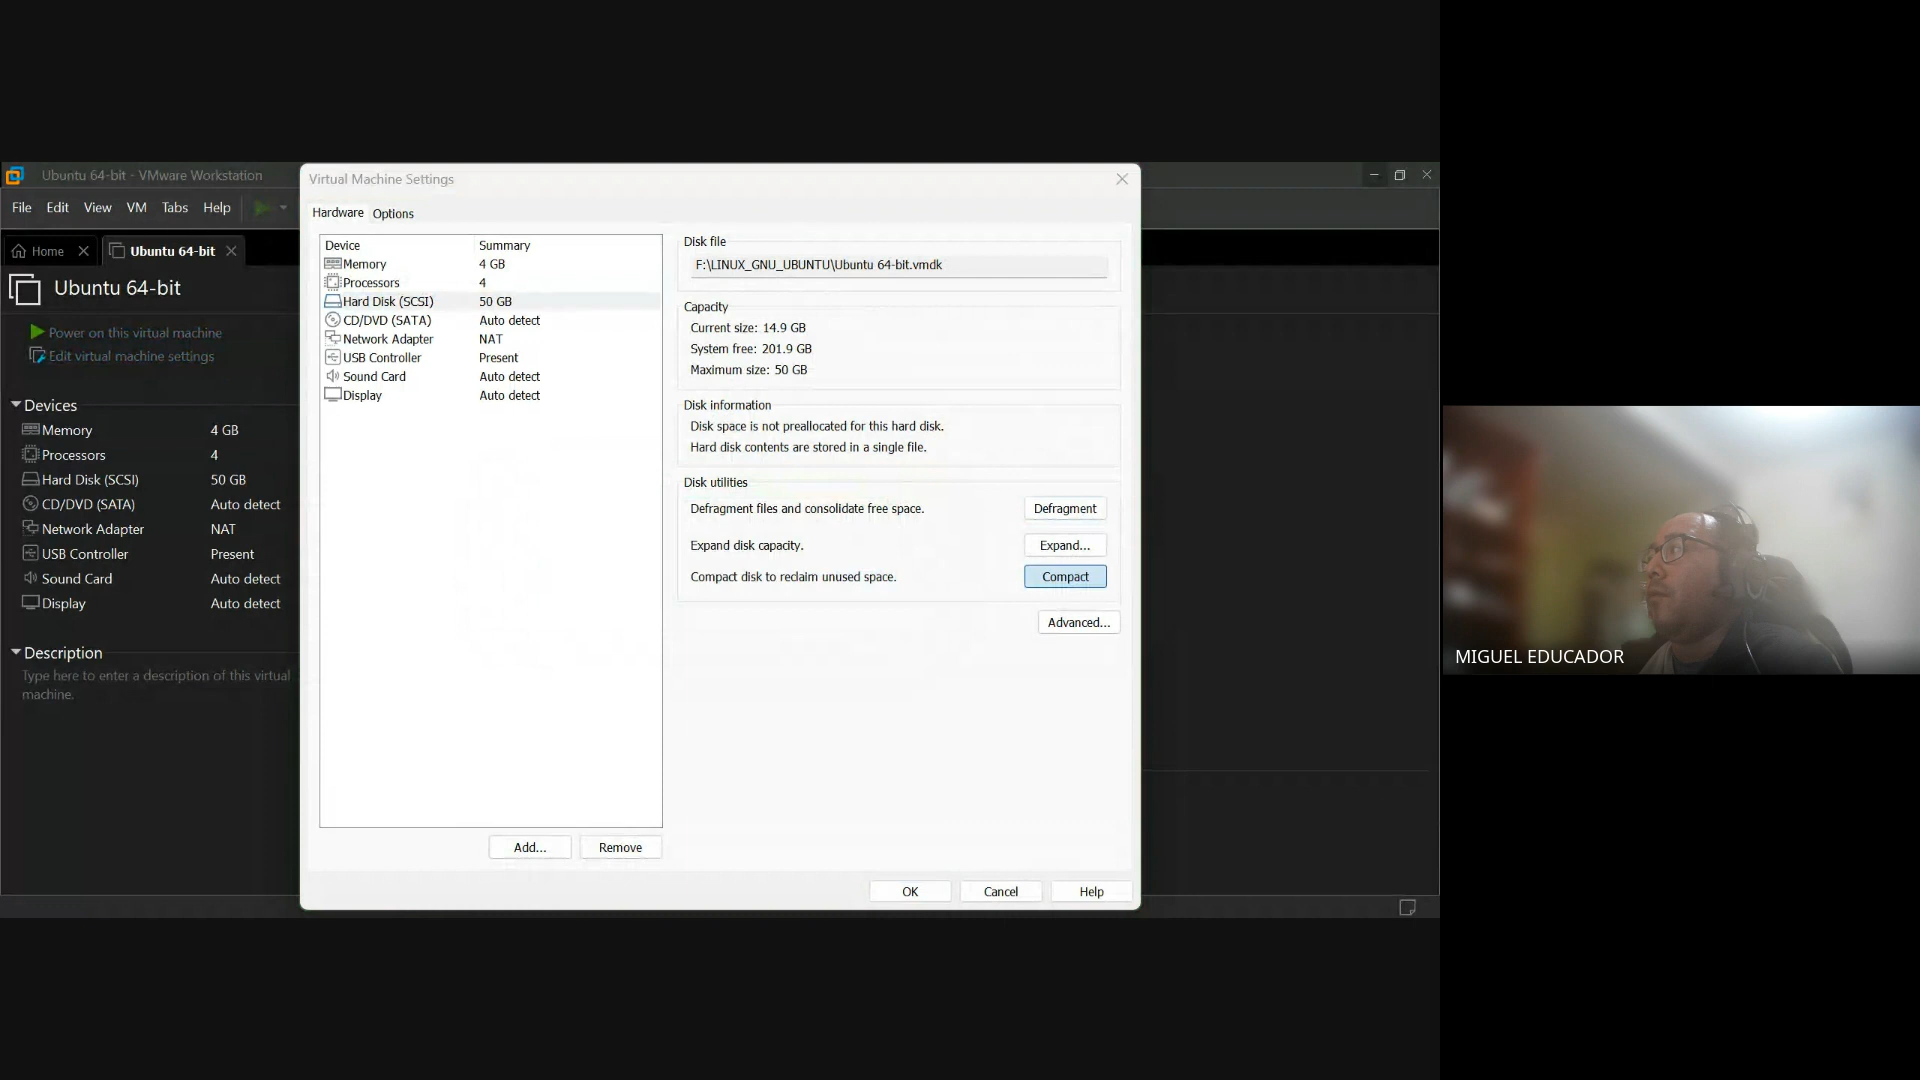 Ubuntu 64-bit - VMware Workstation
File Edit View VM Tabs Help
Home
Ubuntu 64-bit
Ubuntu 64-bit
Power on this virtual machine
Edit virtual machine settings
Devices
Memory 4 GB
Processors 4
Hard Disk (SCSI) 50 GB
CD/DVD (SATA) Auto detect
Network Adapter NAT
USB Controller Present
Sound Card Auto detect
Display Auto detect
Description
Type here to enter a description of this virtual
machine.
Virtual Machine Settings
Hardware Options
Device Summary
Memory 4 GB
Processors 4
Hard Disk (SCSI) 50 GB
CD/DVD (SATA) Auto detect
Network Adapter NAT
USB Controller Present
Sound Card Auto detect
Display Auto detect
Add... Remove
Disk file
F:\LINUX_GNU_UBUNTU\Ubuntu 64-bit.vmdk
Capacity
Current size: 14.9 GB
System free: 201.9 GB
Maximum size: 50 GB
Disk information
Disk space is not preallocated for this hard disk.
Hard disk contents are stored in a single file.
Disk utilities
Defragment files and consolidate free space. Defragment
Expand disk capacity. Expand...
Compact disk to reclaim unused space. Compact
Advanced...
OK Cancel Help
MIGUEL EDUCADOR